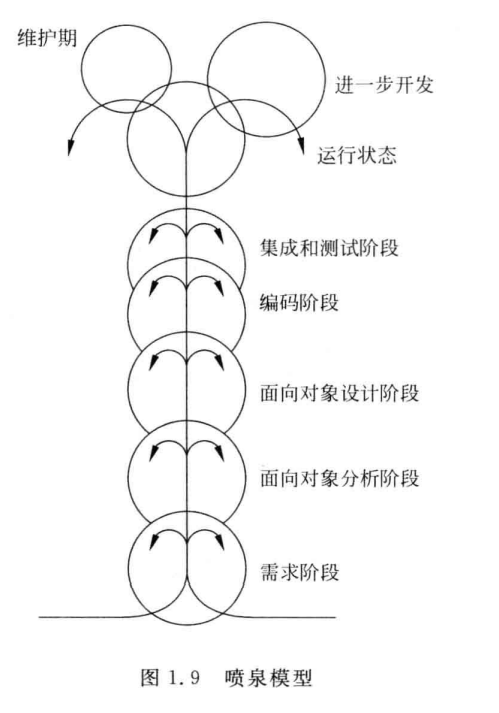 维护期
进一步开发
运行状态
集成和测试阶段
编码阶段
面向对象设计阶段
面向对象分析阶段
需求阶段
图 1.9 喷泉模型